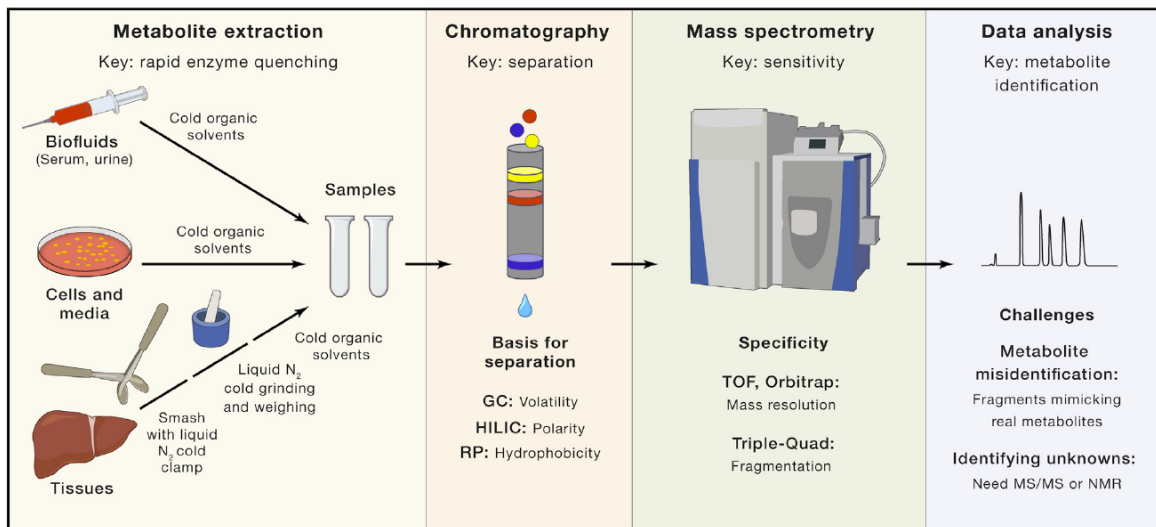 Metabolite extraction
Key: rapid enzyme quenching
Biofluids
(Serum, urine)
Cold organic
solvents
Cells and
media
Cold organic
solvents
Tissues
Smash
with liquid
N₂ cold
clamp
Liquid N₂
cold grinding
and weighing
Cold organic
solvents
Samples
Chromatography
Key: separation
Basis for
separation
GC: Volatility
HILIC: Polarity
RP: Hydrophobicity
Mass spectrometry
Key: sensitivity
Specificity
TOF, Orbitrap:
Mass resolution
Triple-Quad:
Fragmentation
Data analysis
Key: metabolite
identification
Challenges
Metabolite
misidentification:
Fragments mimicking
real metabolites
Identifying unknowns:
Need MS/MS or NMR